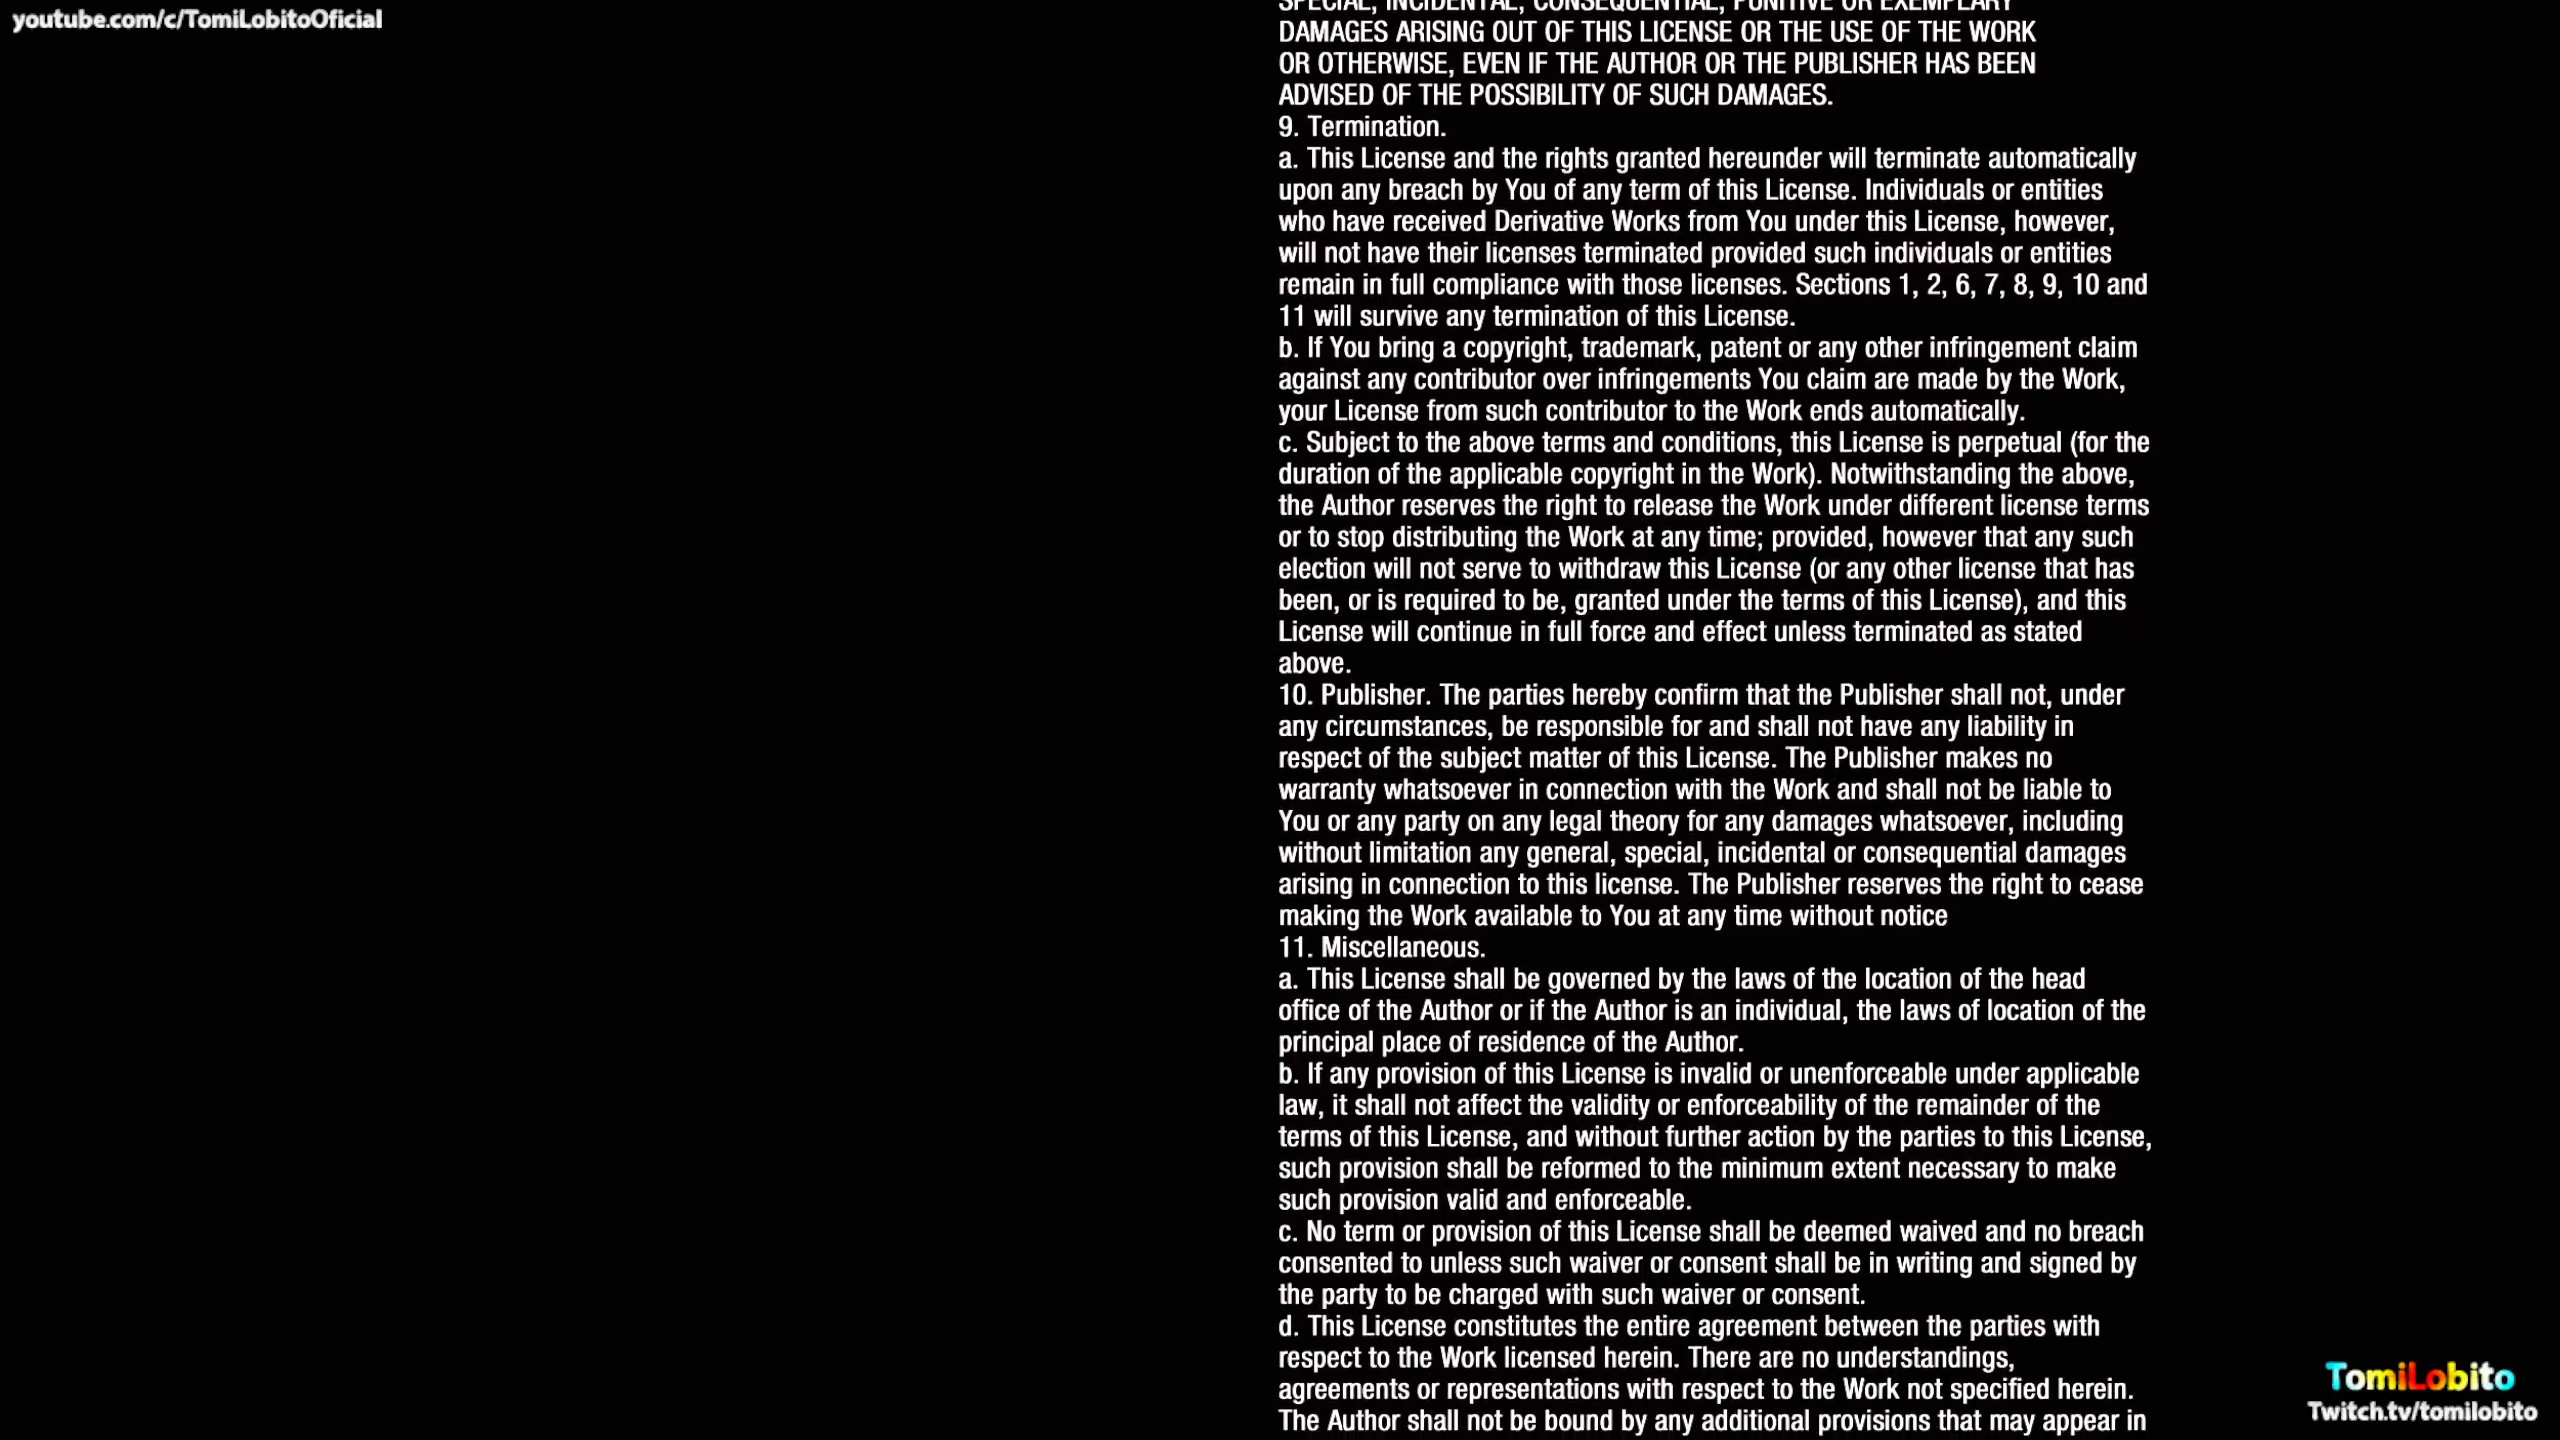 youtube.com/c/TomiLobitoOficial
SPECIAL, INCIDENTAL, CONSEQUENTIAL, PUNITIVE OR EXEMPLARY
DAMAGES ARISING OUT OF THIS LICENSE OR THE USE OF THE WORK
OR OTHERWISE, EVEN IF THE AUTHOR OR THE PUBLISHER HAS BEEN
ADVISED OF THE POSSIBILITY OF SUCH DAMAGES.
9. Termination.
a. This License and the rights granted hereunder will terminate automatically
upon any breach by You of any term of this License. Individuals or entities
who have received Derivative Works from You under this License, however,
will not have their licenses terminated provided such individuals or entities
remain in full compliance with those licenses. Sections 1, 2, 6, 7, 8, 9, 10 and
11 will survive any termination of this License.
b. If You bring a copyright, trademark, patent or any other infringement claim
against any contributor over infringements You claim are made by the Work,
your License from such contributor to the Work ends automatically.
c. Subject to the above terms and conditions, this License is perpetual (for the
duration of the applicable copyright in the Work). Notwithstanding the above,
the Author reserves the right to release the Work under different license terms
or to stop distributing the Work at any time; provided, however that any such
election will not serve to withdraw this License (or any other license that has
been, or is required to be, granted under the terms of this License), and this
License will continue in full force and effect unless terminated as stated
above.
10. Publisher. The parties hereby confirm that the Publisher shall not, under
any circumstances, be responsible for and shall not have any liability in
respect of the subject matter of this License. The Publisher makes no
warranty whatsoever in connection with the Work and shall not be liable to
You or any party on any legal theory for any damages whatsoever, including
without limitation any general, special, incidental or consequential damages
arising in connection to this license. The Publisher reserves the right to cease
making the Work available to You at any time without notice
11. Miscellaneous.
a. This License shall be governed by the laws of the location of the head
office of the Author or if the Author is an individual, the laws of location of the
principal place of residence of the Author.
b. If any provision of this License is invalid or unenforceable under applicable
law, it shall not affect the validity or enforceability of the remainder of the
terms of this License, and without further action by the parties to this License,
such provision shall be reformed to the minimum extent necessary to make
such provision valid and enforceable.
c. No term or provision of this License shall be deemed waived and no breach
consented to unless such waiver or consent shall be in writing and signed by
the party to be charged with such waiver or consent.
d. This License constitutes the entire agreement between the parties with
respect to the Work licensed herein. There are no understandings,
agreements or representations with respect to the Work not specified herein.
The Author shall not be bound by any additional provisions that may appear in
TomiLobito
Twitch.tv/tomilobito